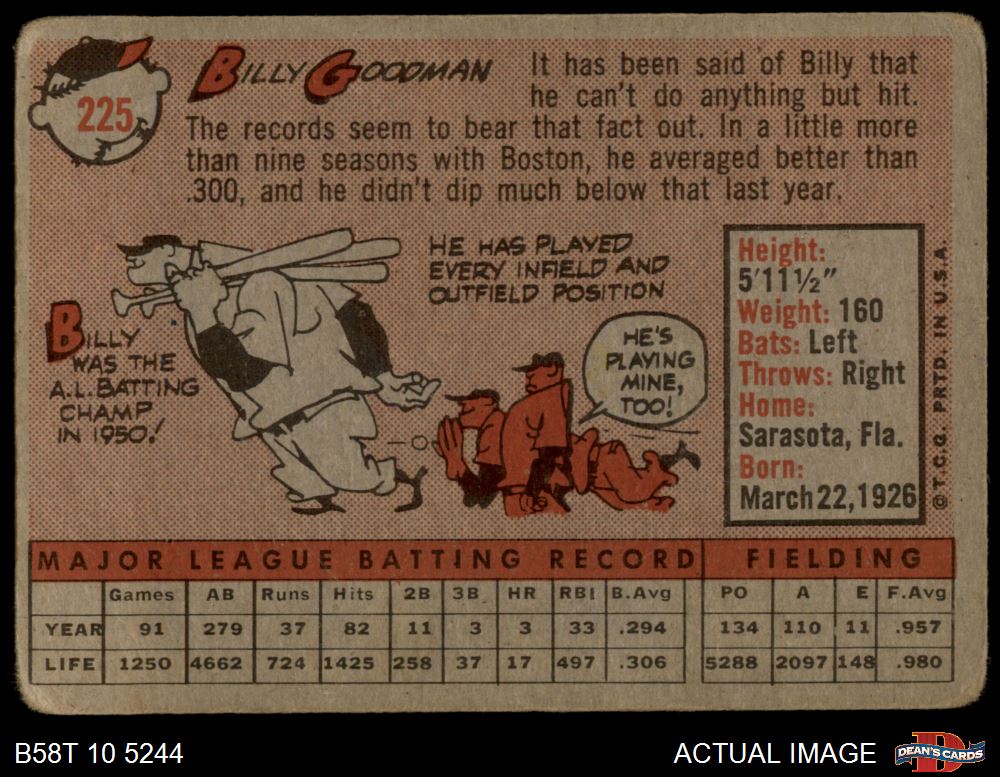 225
BILLY GOODMAN
It has been said of Billy that
he can't do anything but hit.
The records seem to bear that fact out. In a little more
than nine seasons with Boston, he averaged better than
.300, and he didn't dip much below that last year.
HE HAS PLAYED
EVERY INFIELD AND
OUTFIELD POSITION
BILLY
WAS THE
A.L. BATTING
CHAMP
IN 1950!
HE'S
PLAYING
MINE,
TOO!
Height:
5'11½"
Weight: 160
Bats: Left
Throws: Right
Home:
Sarasota, Fla.
Born:
March 22, 1926
© T.C.G. PRTD. IN U.S.A.
MAJOR LEAGUE BATTING RECORD FIELDING
Games AB Runs Hits 2B 3B HR RBI B.Avg PO A E F.Avg
YEAR 91 279 37 82 11 3 3 33 .294 134 110 11 .957
LIFE 1250 4662 724 1425 258 37 17 497 .306 5288 2097 148 .980
B58T 10 5244 ACTUAL IMAGE DEAN'S CARDS